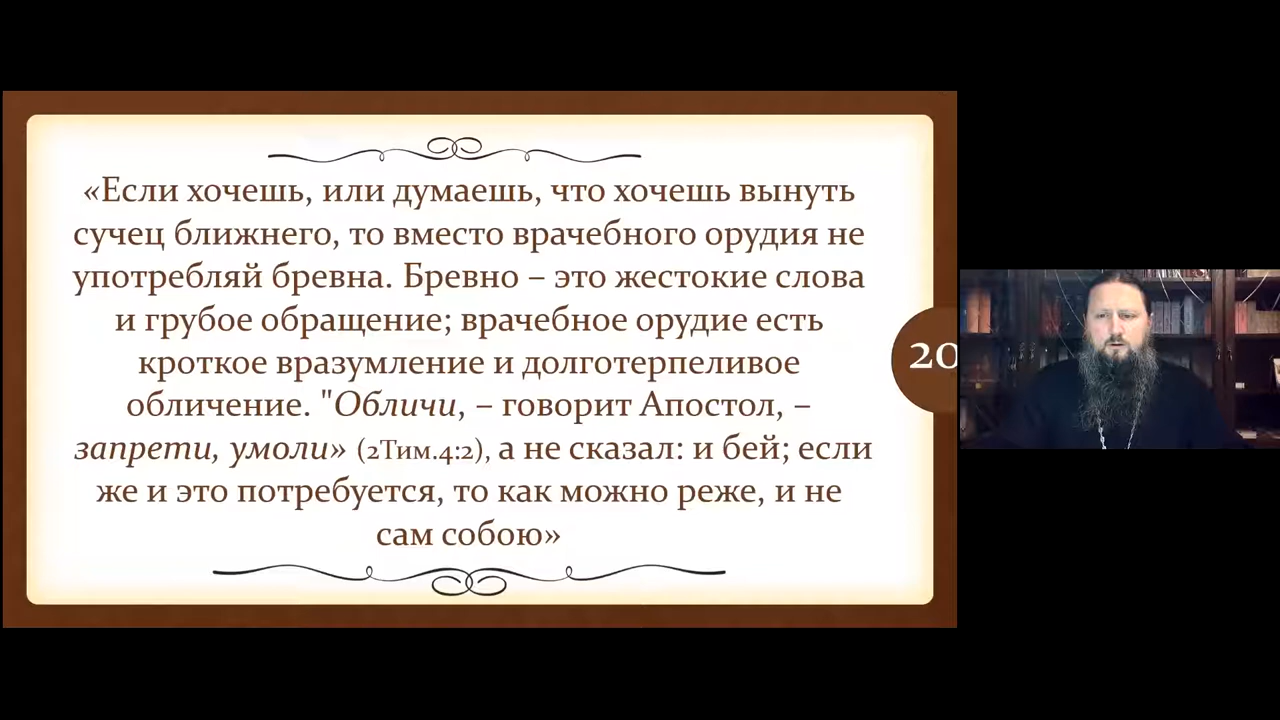 «Если хочешь, или думаешь, что хочешь вынуть
сучец ближнего, то вместо врачебного орудия не
употребляй бревна. Бревно – это жестокие слова
и грубое обращение; врачебное орудие есть
кроткое вразумление и долготерпеливое
обличение. "Обличи, – говорит Апостол, –
запрети, умоли» (2Тим.4:2), а не сказал: и бей; если
же и это потребуется, то как можно реже, и не
сам собою»
20